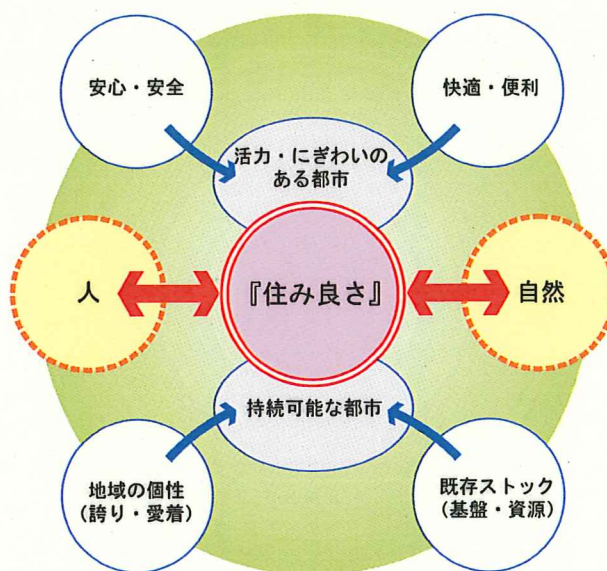 安心・安全
快適・便利
活力・にぎわいの
ある都市
人
『住み良さ』
自然
持続可能な都市
地域の個性
(誇り・愛着)
既存ストック
(基盤・資源)